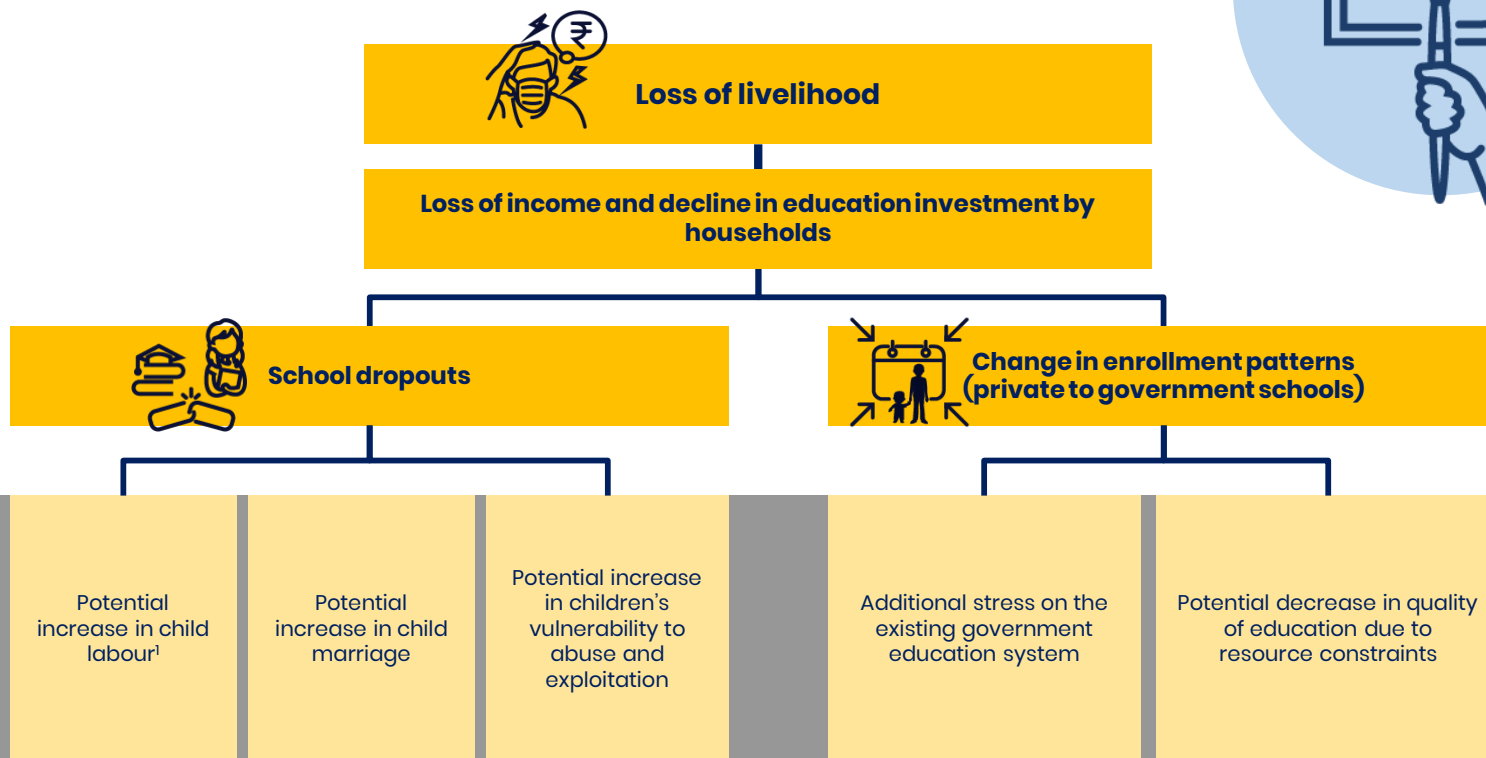 ₹
Loss of livelihood
Loss of income and decline in education investment by
households
School dropouts
Change in enrollment patterns
(private to government schools)
Potential
increase in child
labour¹
Potential
increase in child
marriage
Potential increase
in children’s
vulnerability to
abuse and
exploitation
Additional stress on the
existing government
education system
Potential decrease in quality
of education due to
resource constraints